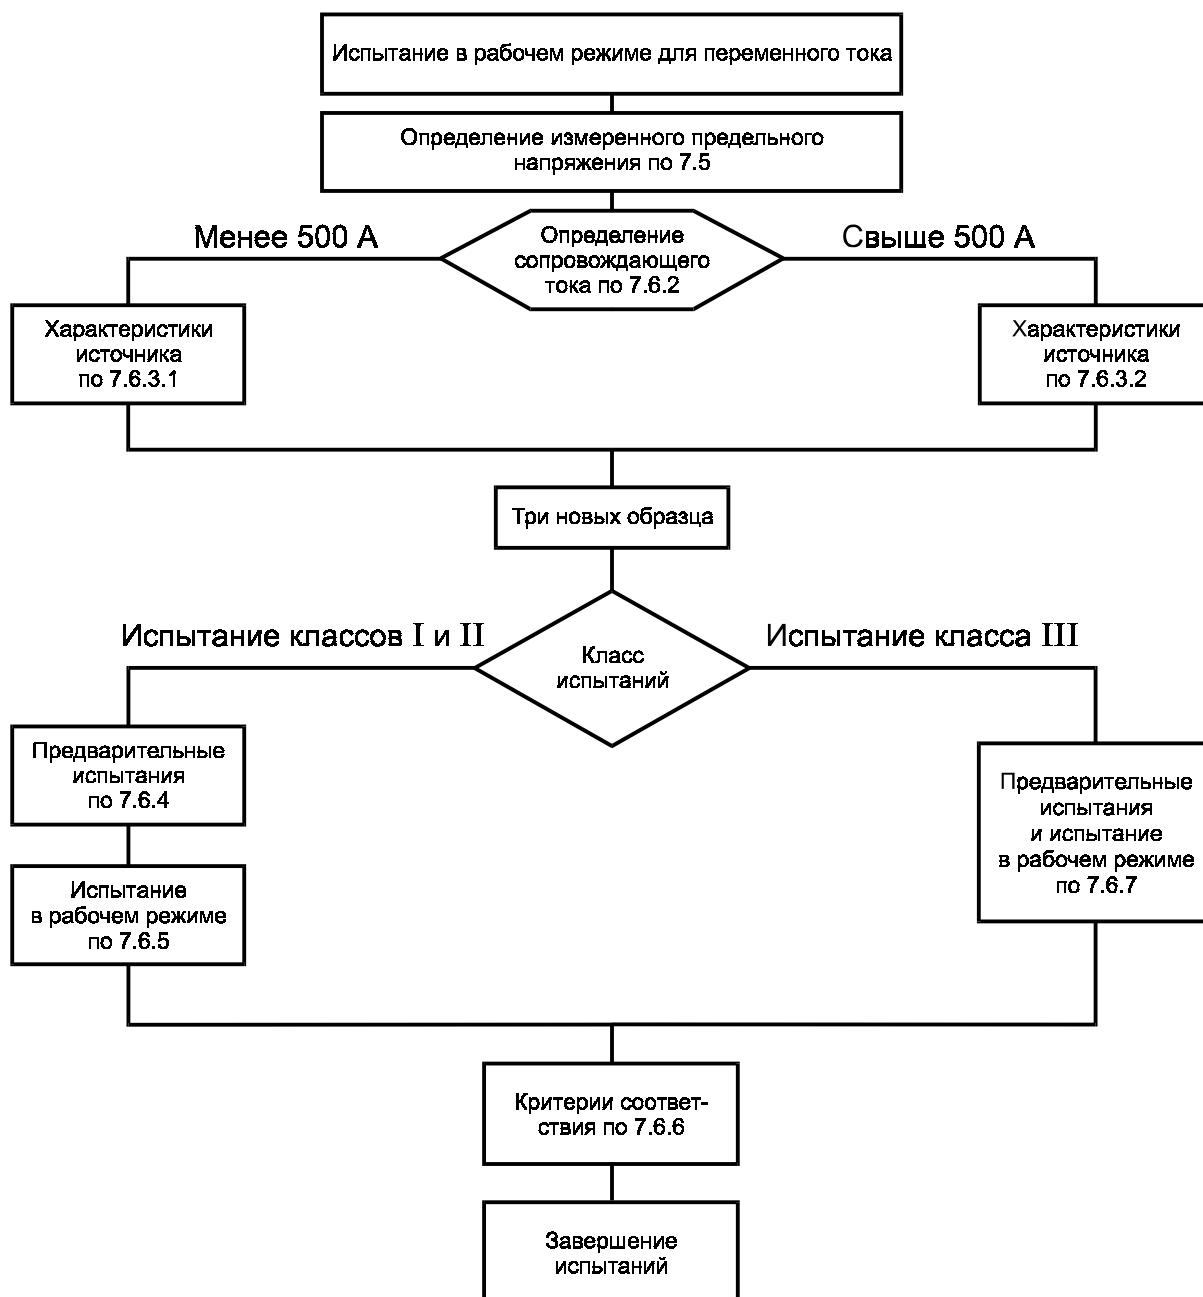 Испытание в рабочем режиме для переменного тока
Определение измеренного предельного
напряжения по 7.5
Менее 500 А
Определение
сопровождающего
тока по 7.6.2
Свыше 500 А
Характеристики
источника
по 7.6.3.1
Характеристики
источника
по 7.6.3.2
Три новых образца
Испытание классов I и II
Класс
испытаний
Испытание класса III
Предварительные
испытания
по 7.6.4
Испытание
в рабочем режиме
по 7.6.5
Предварительные
испытания
и испытание
в рабочем режиме
по 7.6.7
Критерии соответ-
ствия по 7.6.6
Завершение
испытаний